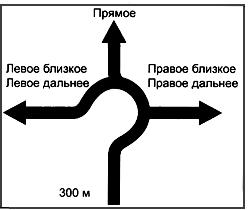 Прямое
Левое близкое
Левое дальнее
Правое близкое
Правое дальнее
300 м